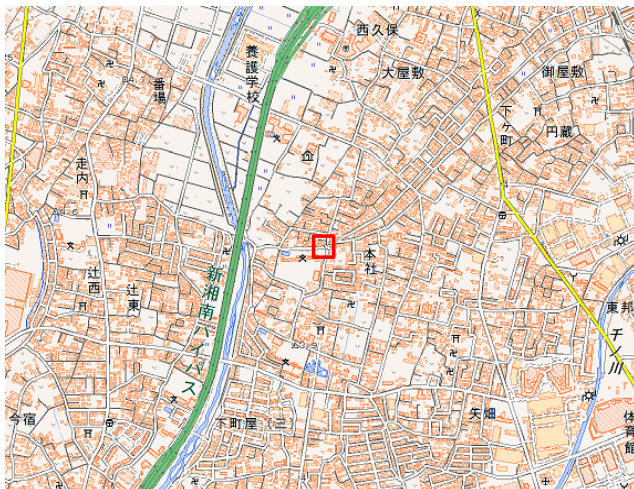 西久保
養護学校
大屋敷
御屋敷
番場
下ヶ町
円蔵
走内
本社
新湘南バイパス
辻西
辻東
東邦
千ノ川
今宿
下町屋
矢畑
体育館